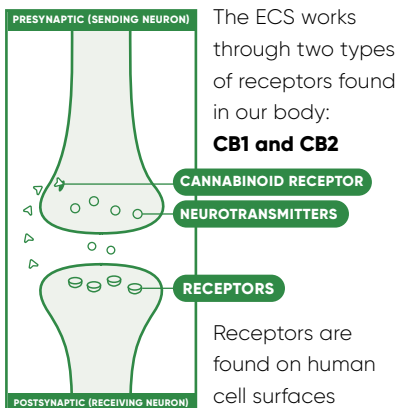 PRESYNAPTIC (SENDING NEURON)
The ECS works
through two types
of receptors found
in our body:
CB1 and CB2
CANNABINOID RECEPTOR
NEUROTRANSMITTERS
RECEPTORS
Receptors are
found on human
cell surfaces
POSTSYNAPTIC (RECEIVING NEURON)